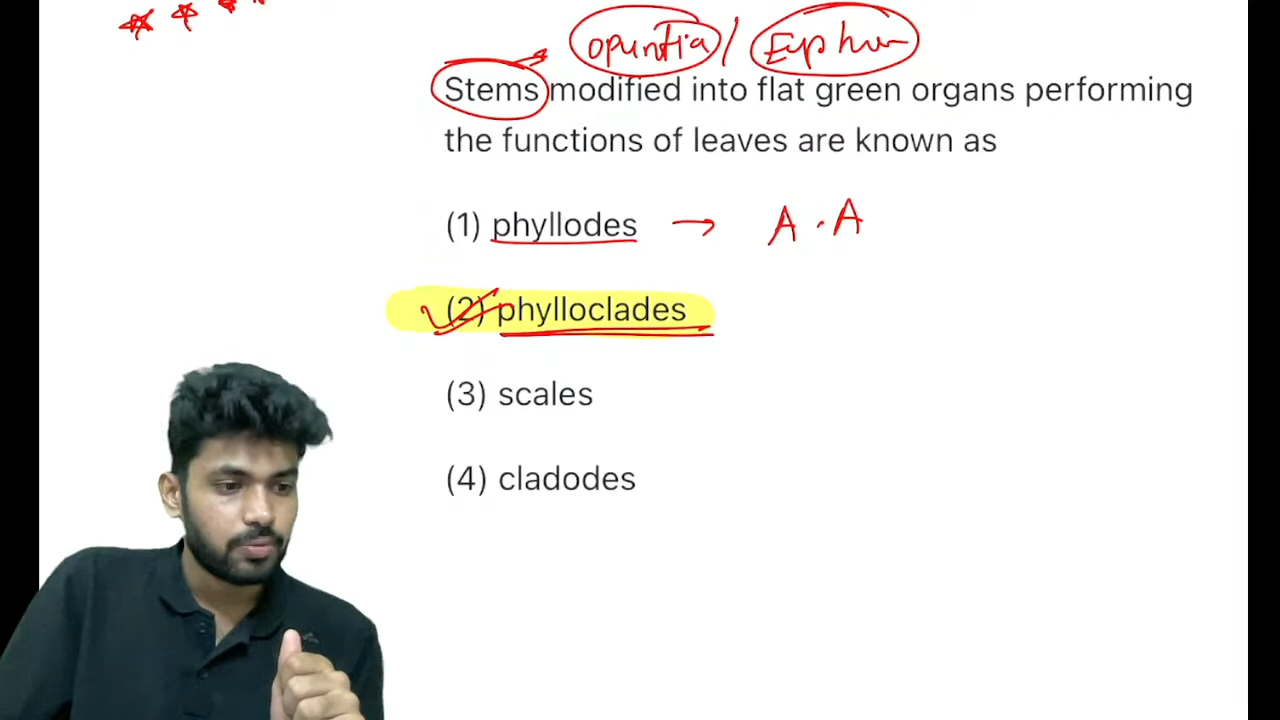 opuntia / Euphor
Stems modified into flat green organs performing
the functions of leaves are known as
(1) phyllodes → A . A
(2) phylloclades
(3) scales
(4) cladodes